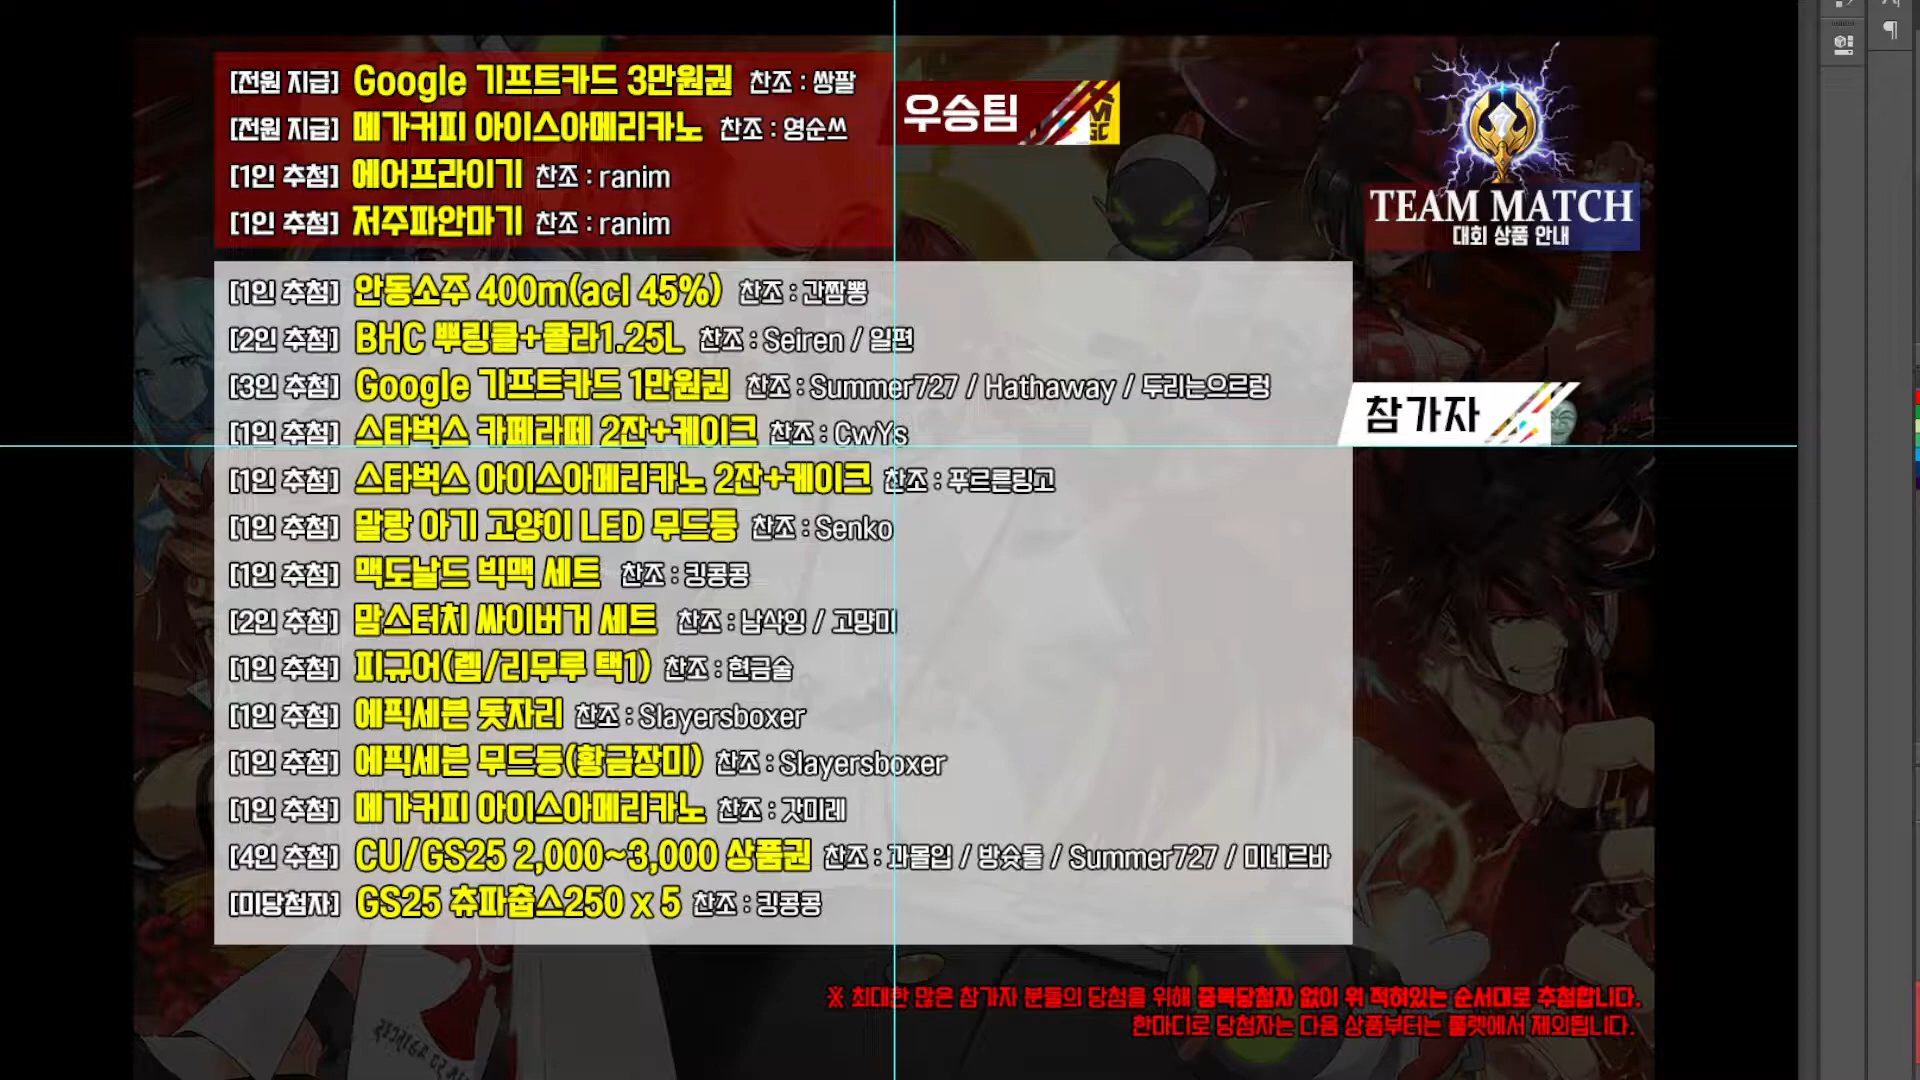 [전원 지급] Google 기프트카드 3만원권 찬조 : 쌍팔
[전원 지급] 메가커피 아이스아메리카노 찬조 : 영순쓰
[1인 추첨] 에어프라이기 찬조 : ranim
[1인 추첨] 저주파안마기 찬조 : ranim
우승팀
TEAM MATCH
대회 상품 안내
[1인 추첨] 안동소주 400m(acl 45%) 찬조 : 간짬뽕
[2인 추첨] BHC 뿌링클+콜라1.25L 찬조 : Seiren / 일편
[3인 추첨] Google 기프트카드 1만원권 찬조 : Summer727 / Hathaway / 두리는으르렁
[1인 추첨] 스타벅스 카페라떼 2잔+케이크 찬조 : CwYs
[1인 추첨] 스타벅스 아이스아메리카노 2잔+케이크 찬조 : 푸르른링고
[1인 추첨] 말랑 아기 고양이 LED 무드등 찬조 : Senko
[1인 추첨] 맥도날드 빅맥 세트 찬조 : 킹콩콩
[2인 추첨] 맘스터치 싸이버거 세트 찬조 : 남삭잉 / 고먐미
[1인 추첨] 피규어(렘/리무루 택1) 찬조 : 현금술
[1인 추첨] 에픽세븐 돗자리 찬조 : Slayersboxer
[1인 추첨] 에픽세븐 무드등(황금장미) 찬조 : Slayersboxer
[1인 추첨] 메가커피 아이스아메리카노 찬조 : 갓미레
[4인 추첨] CU/GS25 2,000~3,000 상품권 찬조 : 과몰입 / 방슛돌 / Summer727 / 미네르바
[미당첨자] GS25 츄파춥스250 x 5 찬조 : 킹콩콩
참가자
※ 최대한 많은 참가자 분들의 당첨을 위해 중복당첨자 없이 위 적혀있는 순서대로 추첨합니다.
한마디로 당첨자는 다음 상품부터는 룰렛에서 제외됩니다.